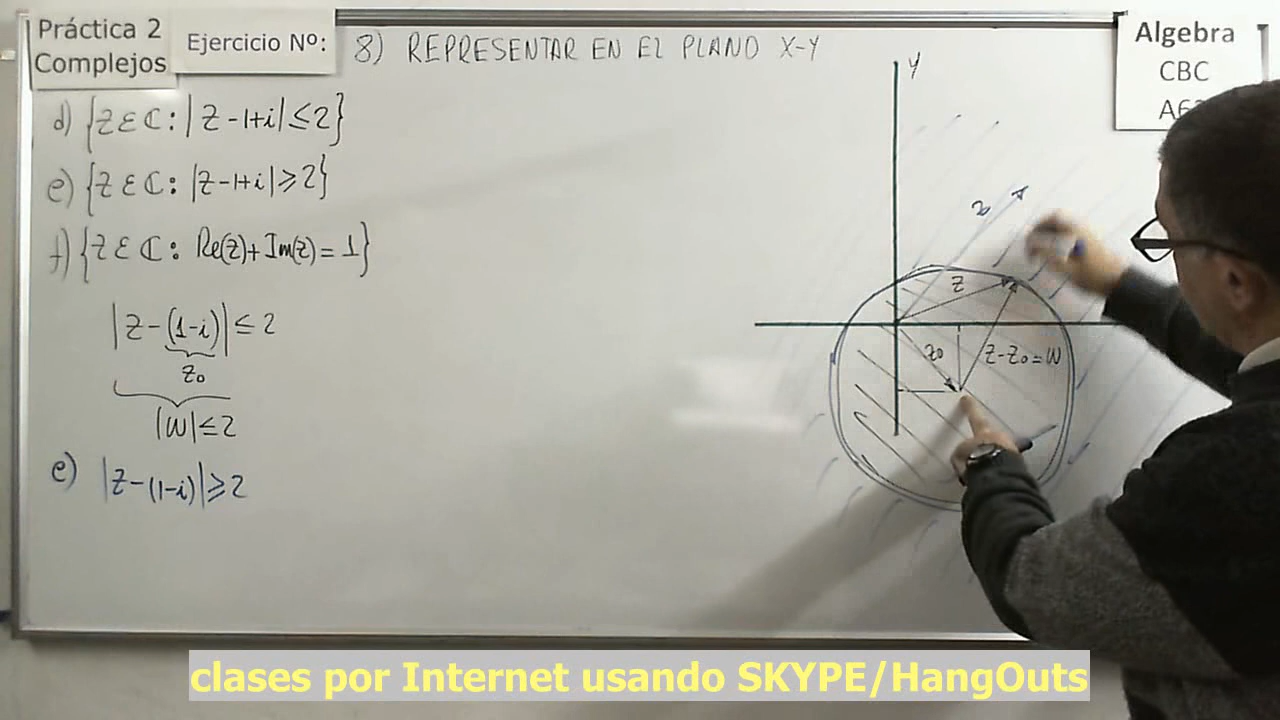 Práctica 2
Complejos
Ejercicio Nº:
8) REPRESENTAR EN EL PLANO X-Y
Algebra
CBC
d) {Z ε ℂ: |Z-1+i| ≤ 2}
e) {Z ε ℂ: |Z-1+i| ≥ 2}
f) {Z ε ℂ: Re(Z)+Im(Z)=1}
|Z-(1-i)| ≤ 2
Z0
|W| ≤ 2
e) |Z-(1-i)| ≥ 2
Y
Z
Z
Z0
Z-Z0=W
clases por Internet usando SKYPE/HangOuts